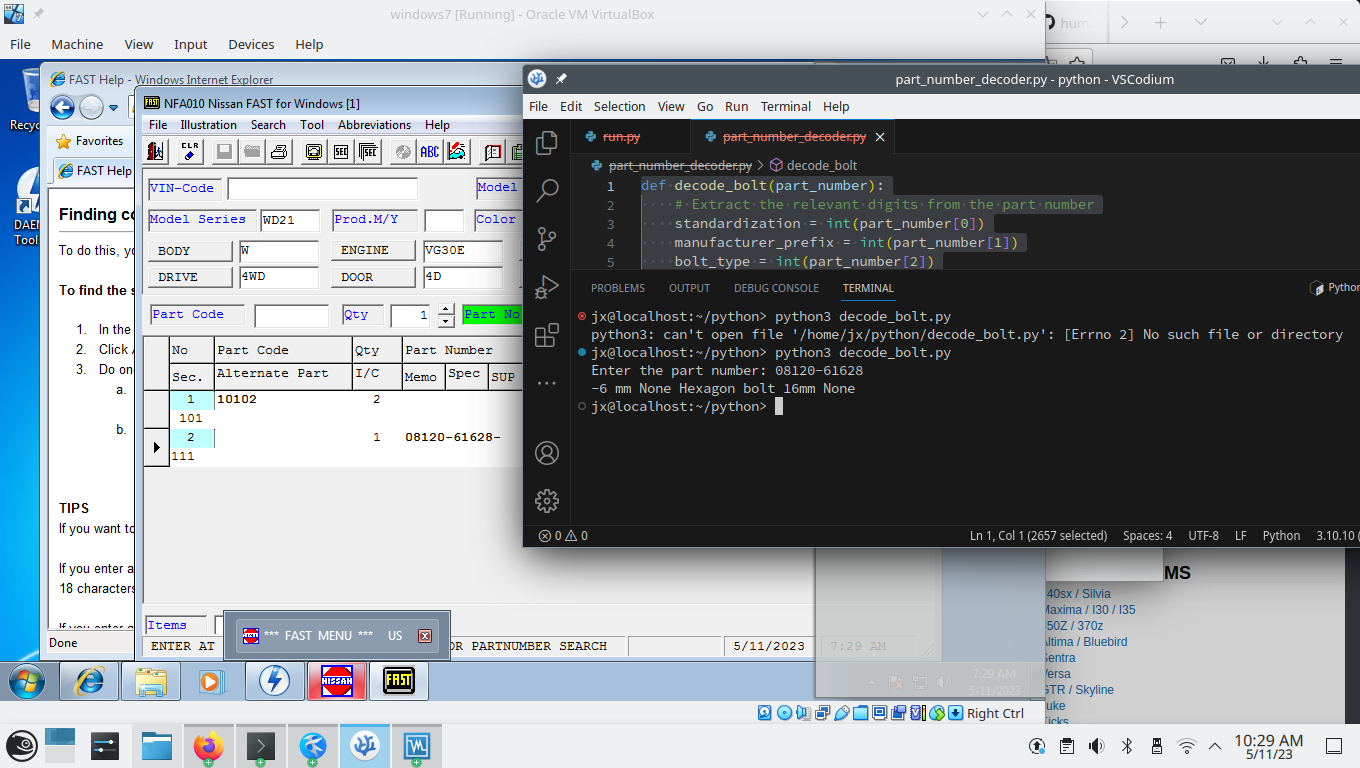 windows7 [Running] - Oracle VM VirtualBox
File Machine View Input Devices Help
FAST Help - Windows Internet Explorer
Favorites
FAST Help
Finding co
To do this, yo
To find the s
1. In the
2. Click
3. Do on
a.
b.
TIPS
If you want to
If you enter a
18 characters
Done
NFA010 Nissan FAST for Windows [1]
File Illustration Search Tool Abbreviations Help
CLR
SEC
SEC
ABC
VIN-Code
Model
Model Series WD21 Prod.M/Y Color
BODY W ENGINE VG30E
DRIVE 4WD DOOR 4D
Part Code Qty 1 Part No
No Part Code Qty Part Number
Sec. Alternate Part I/C Memo Spec SUP
1 10102 2
101
2 1 08120-61628-
111
Items
ENTER AT
OR PARTNUMBER SEARCH 5/11/2023 7:29 AM
*** FAST MENU *** US
NISSAN
FAST
7:29 AM
5/11/2023
Right Ctrl
part_number_decoder.py - python - VSCodium
File Edit Selection View Go Run Terminal Help
run.py part_number_decoder.py
part_number_decoder.py > decode_bolt
1 def decode_bolt(part_number):
2 # Extract the relevant digits from the part number
3 standardization = int(part_number[0])
4 manufacturer_prefix = int(part_number[1])
5 bolt_type = int(part_number[2])
PROBLEMS OUTPUT DEBUG CONSOLE TERMINAL
Python
jx@localhost:~/python> python3 decode_bolt.py
python3: can't open file '/home/jx/python/decode_bolt.py': [Errno 2] No such file or directory
jx@localhost:~/python> python3 decode_bolt.py
Enter the part number: 08120-61628
-6 mm None Hexagon bolt 16mm None
jx@localhost:~/python>
0 0
Ln 1, Col 1 (2657 selected) Spaces: 4 UTF-8 LF Python 3.10.10
hum
MS
40sx / Silvia
Maxima / I30 / I35
350Z / 370z
Altima / Bluebird
Sentra
Versa
GTR / Skyline
Juke
Kicks
10:29 AM
5/11/23